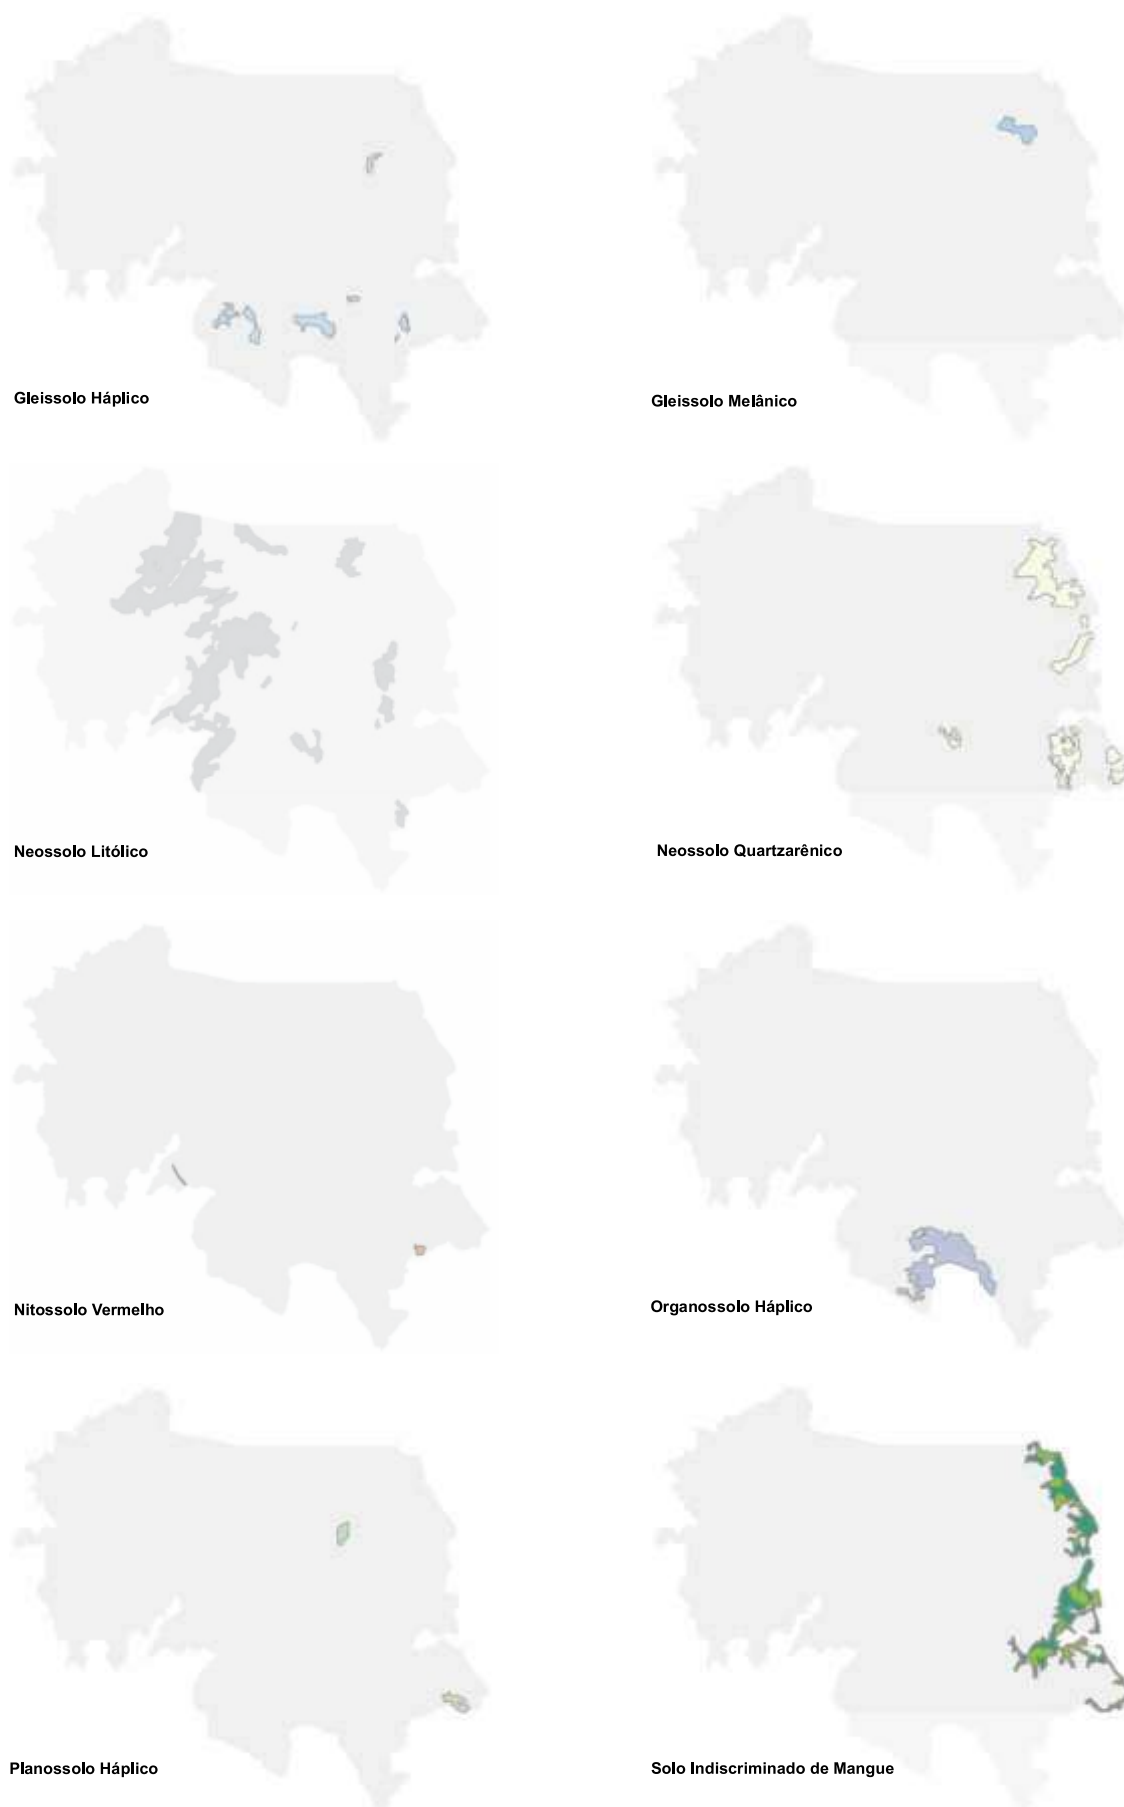 Gleissolo Háplico
Gleissolo Melânico
Neossolo Litólico
Neossolo Quartzarênico
Nitossolo Vermelho
Organossolo Háplico
Planossolo Háplico
Solo Indiscriminado de Mangue